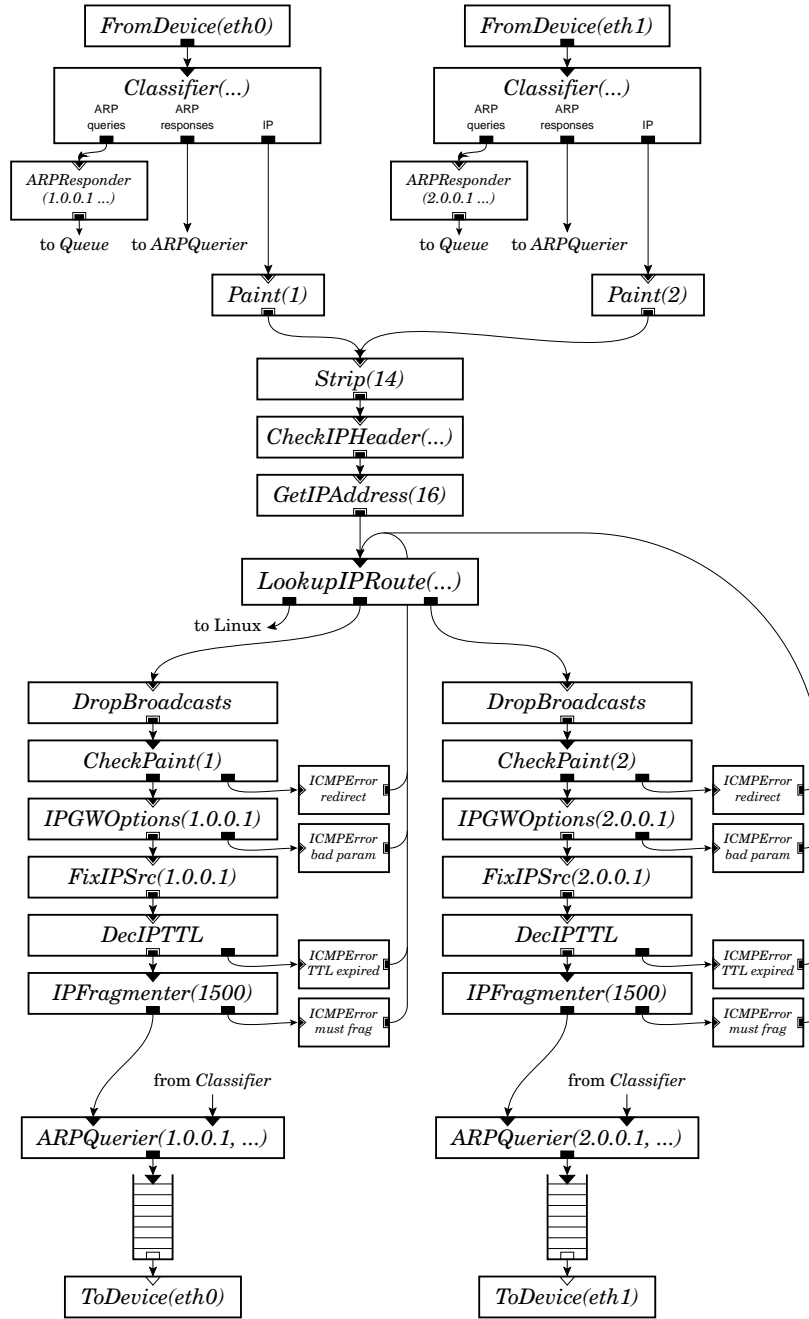 FromDevice(eth0)
FromDevice(eth1)
Classifier(...)
ARP queries
ARP responses
IP
Classifier(...)
ARP queries
ARP responses
IP
ARPResponder
(1.0.0.1 ...)
ARPResponder
(2.0.0.1 ...)
to Queue
to ARPQuerier
to Queue
to ARPQuerier
Paint(1)
Paint(2)
Strip(14)
CheckIPHeader(...)
GetIPAddress(16)
LookupIPRoute(...)
to Linux
DropBroadcasts
DropBroadcasts
CheckPaint(1)
ICMPError
redirect
CheckPaint(2)
ICMPError
redirect
IPGWOptions(1.0.0.1)
ICMPError
bad param
IPGWOptions(2.0.0.1)
ICMPError
bad param
FixIPSrc(1.0.0.1)
FixIPSrc(2.0.0.1)
DecIPTTL
ICMPError
TTL expired
DecIPTTL
ICMPError
TTL expired
IPFragmenter(1500)
ICMPError
must frag
IPFragmenter(1500)
ICMPError
must frag
from Classifier
from Classifier
ARPQuerier(1.0.0.1, ...)
ARPQuerier(2.0.0.1, ...)
ToDevice(eth0)
ToDevice(eth1)